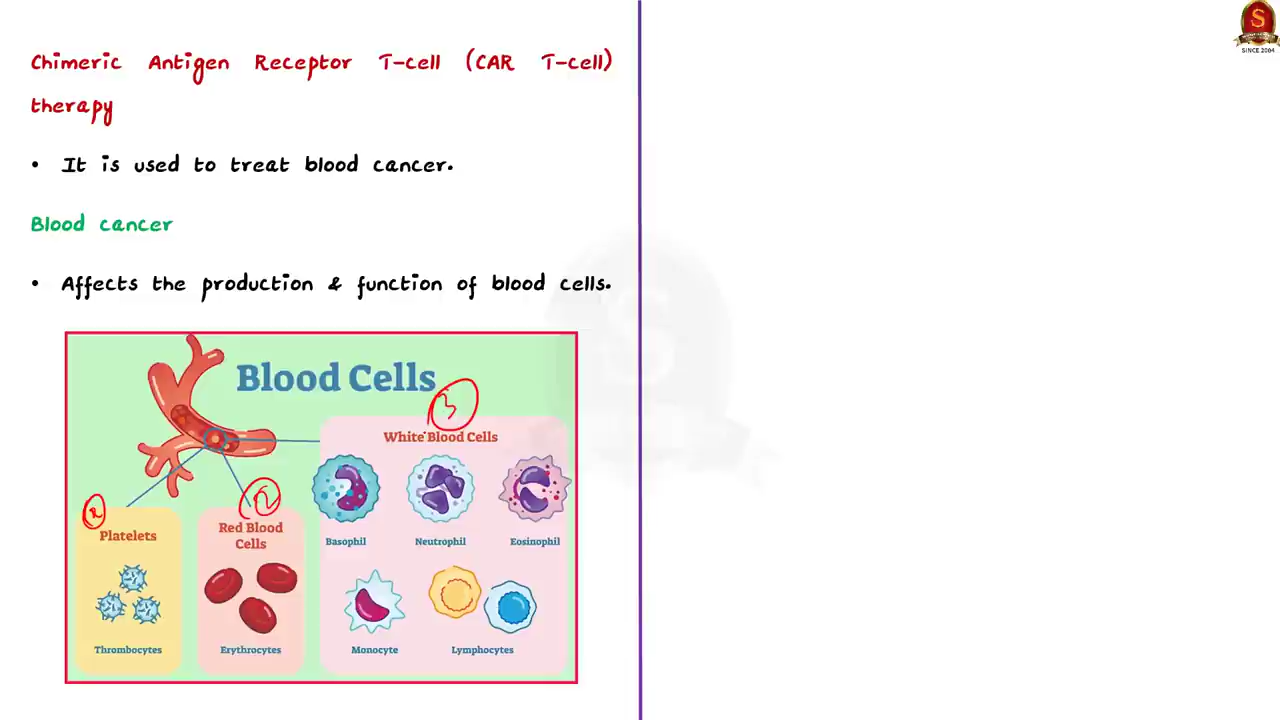 Chimeric Antigen Receptor T-cell (CAR T-cell)
therapy
• It is used to treat blood cancer.
Blood cancer
• Affects the production & function of blood cells.
Blood Cells
3
White Blood Cells
Basophil Neutrophil Eosinophil
Monocyte Lymphocytes
Platelets
Thrombocytes
Red Blood
Cells
Erythrocytes
S
SINCE 2004